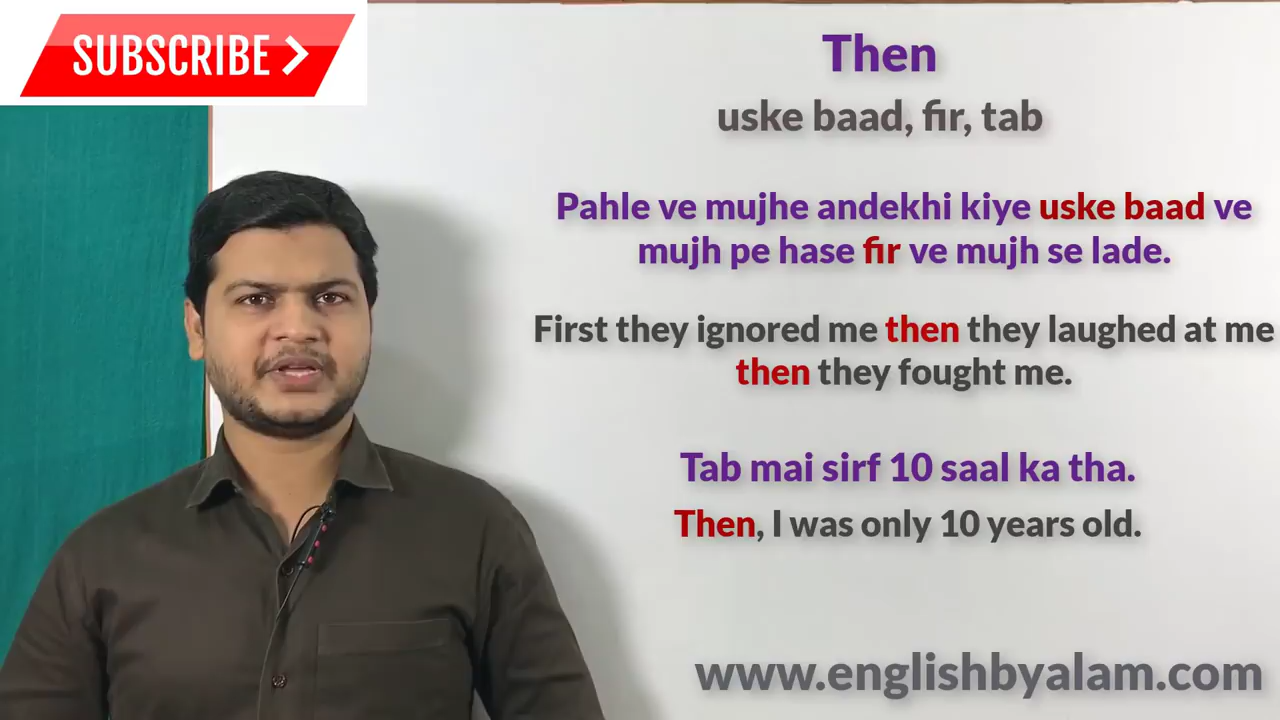 SUBSCRIBE
Then
uske baad, fir, tab
Pahle ve mujhe andekhi kiye uske baad ve
mujh pe hase fir ve mujh se lade.
First they ignored me then they laughed at me
then they fought me.
Tab mai sirf 10 saal ka tha.
Then, I was only 10 years old.
www.englishbyalam.com